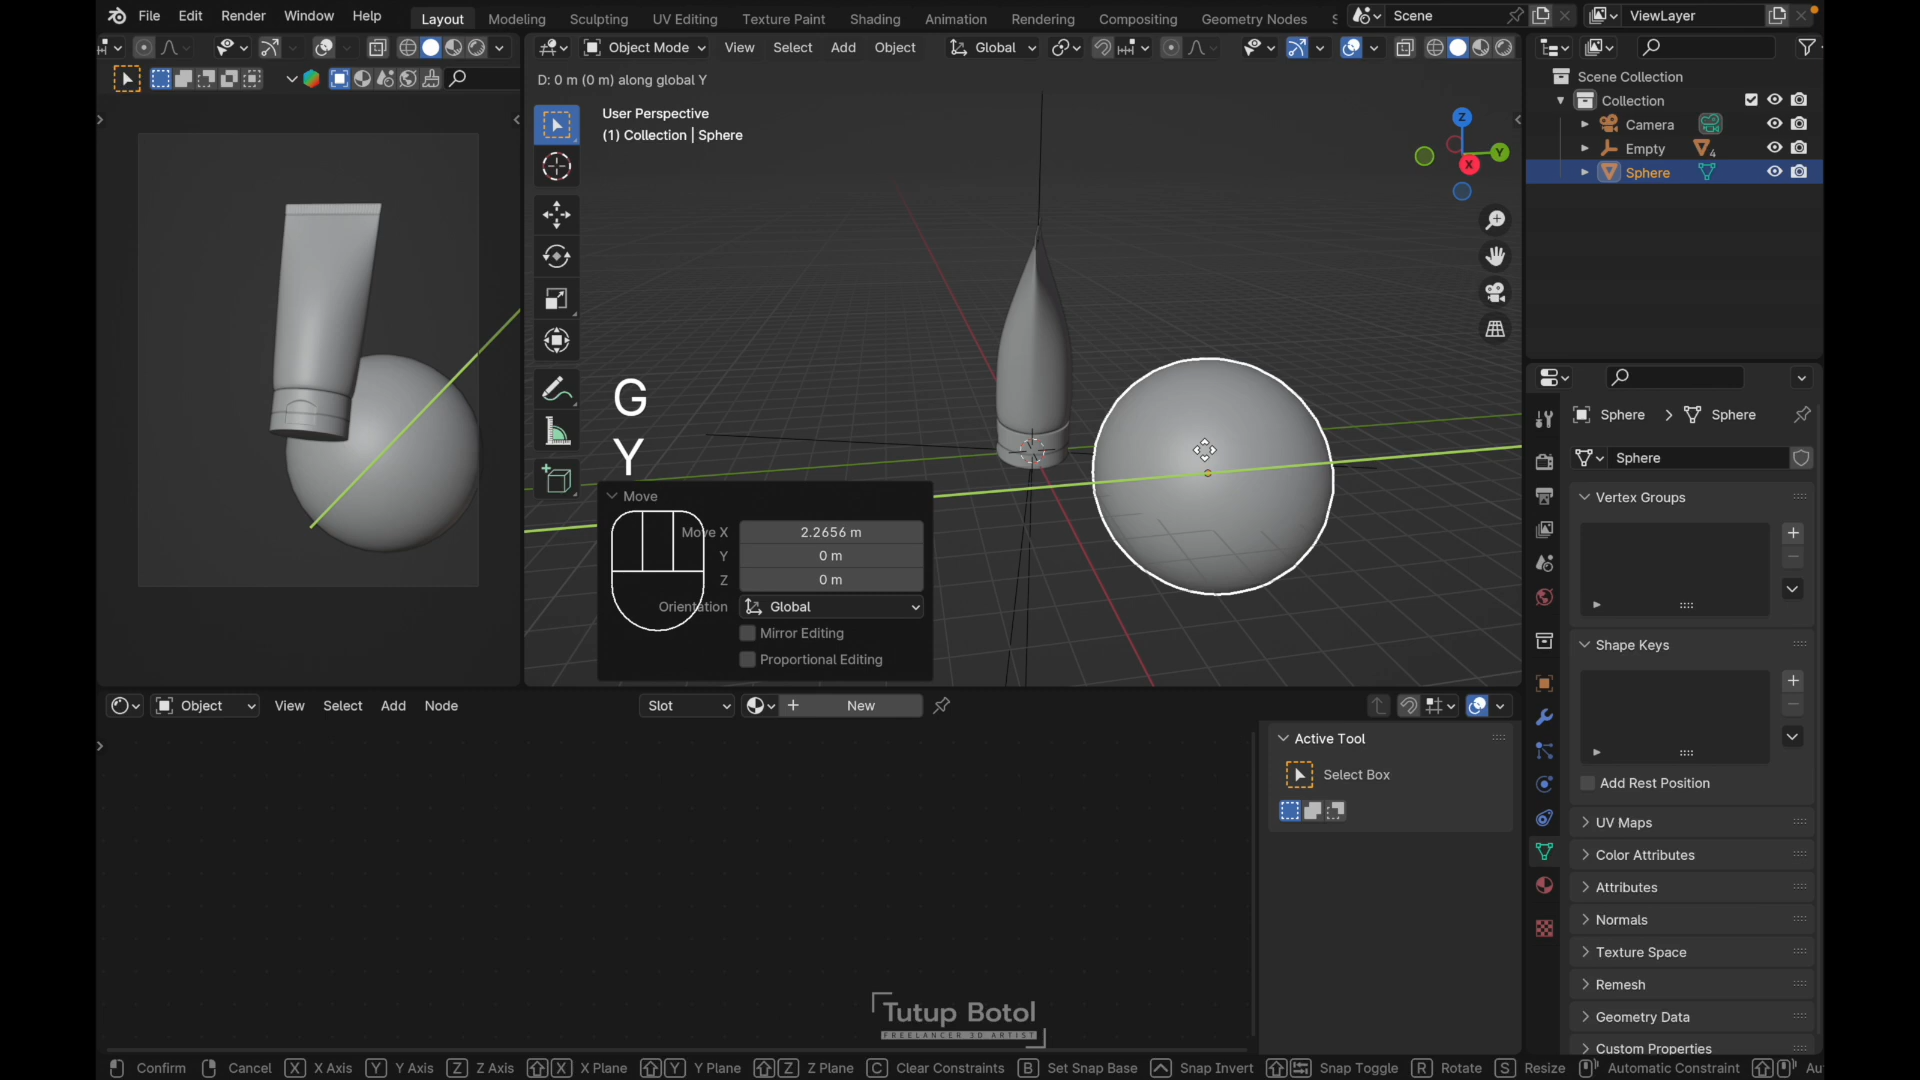 File Edit Render Window Help Layout Modeling Sculpting UV Editing Texture Paint Shading Animation Rendering Compositing Geometry Nodes Scene ViewLayer
Object Mode View Select Add Object Global
D: 0 m (0 m) along global Y
User Perspective
(1) Collection | Sphere
Z
Y
X
Scene Collection
Collection
Camera
Empty 4
Sphere
G
Y
Move
Move X 2.2656 m
Y 0 m
Z 0 m
Orientation Global
Mirror Editing
Proportional Editing
Sphere > Sphere
Sphere
Vertex Groups
Shape Keys
Add Rest Position
UV Maps
Color Attributes
Attributes
Normals
Texture Space
Remesh
Geometry Data
Custom Properties
Object View Select Add Node Slot New
Active Tool
Select Box
Tutup Botol
FREELANCER 3D ARTIST
Confirm Cancel X X Axis Y Y Axis Z Z Axis X X Plane Y Y Plane Z Z Plane C Clear Constraints B Set Snap Base Snap Invert Snap Toggle R Rotate S Resize Automatic Constraint Au